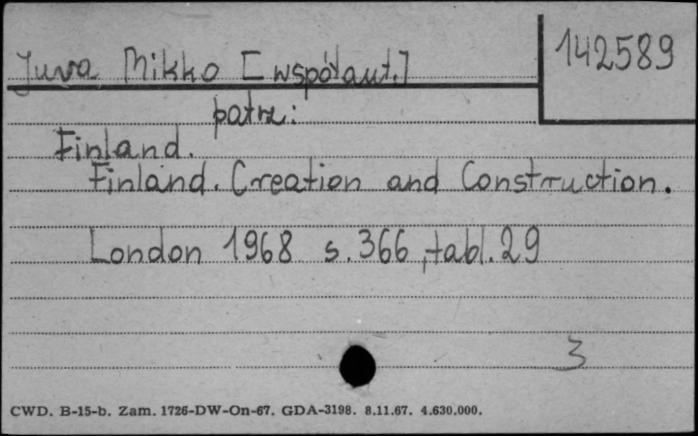 142589
Juva Mikko [współaut.]
patrz:
Finland.
Finland. Creation and Construction.
London 1968 s. 366, tabl. 29
3
CWD. B-15-b. Zam. 1726-DW-On-67. GDA-3198. 8.11.67. 4.630.000.